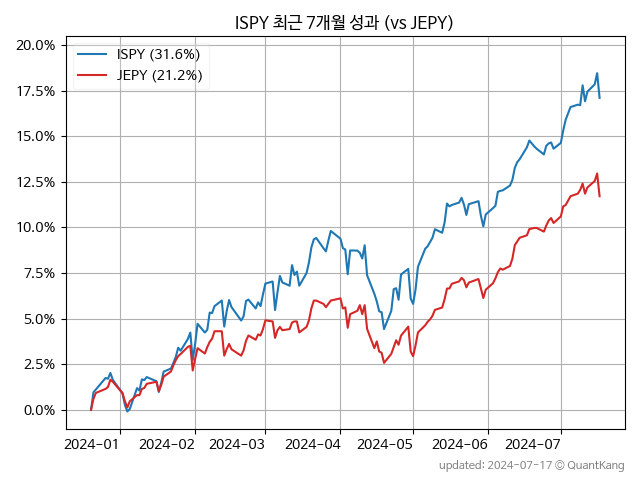 ISPY 최근 7개월 성과 (vs JEPY)
ISPY (31.6%)
JEPY (21.2%)
20.0%
17.5%
15.0%
12.5%
10.0%
7.5%
5.0%
2.5%
0.0%
2024-01 2024-02 2024-03 2024-04 2024-05 2024-06 2024-07
updated: 2024-07-17 © QuantKang